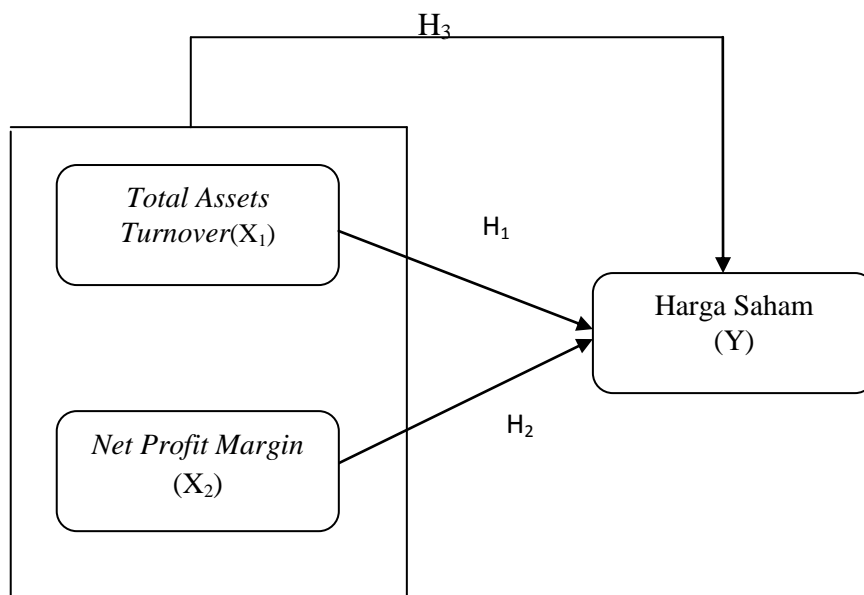 H₃
Total Assets
Turnover(X₁)
H₁
Harga Saham
(Y)
H₂
Net Profit Margin
(X₂)